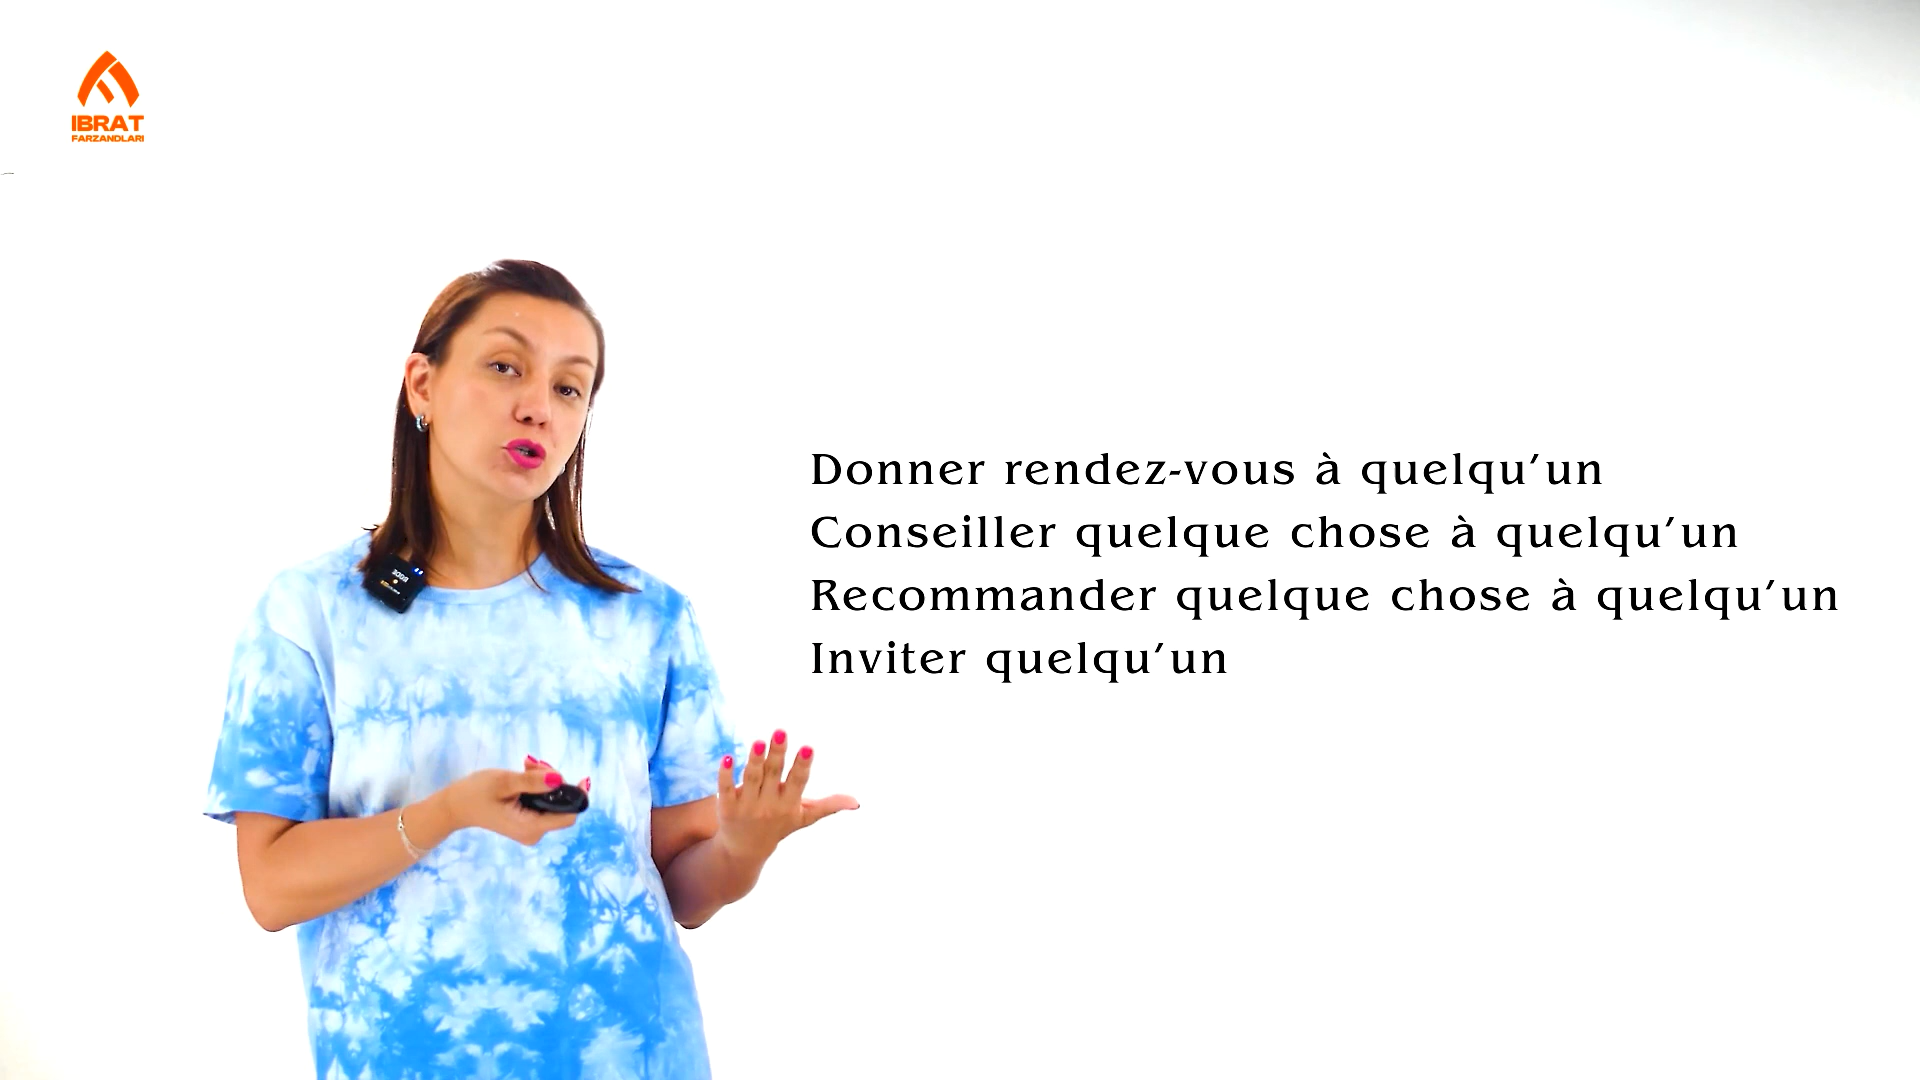 IBRAT
FARZANDLARI
Donner rendez-vous à quelqu’un
Conseiller quelque chose à quelqu’un
Recommander quelque chose à quelqu’un
Inviter quelqu’un